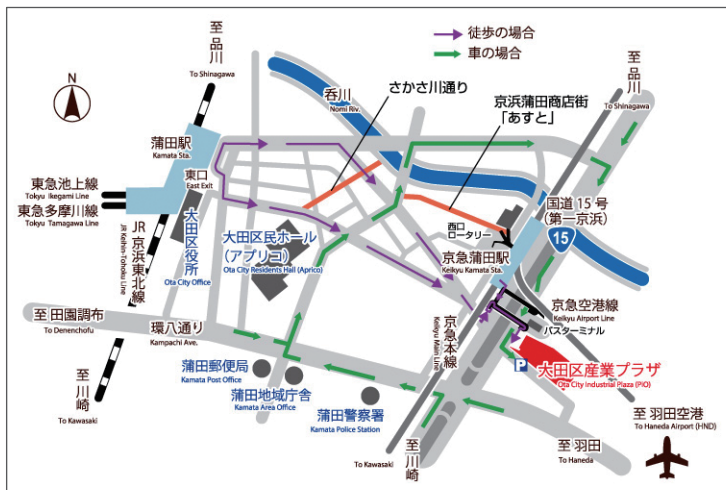 徒歩の場合
車の場合
N
至品川
To Shinagawa
呑川
Nomi Riv.
さかさ川通り
京浜蒲田商店街
「あすと」
至品川
To Shinagawa
蒲田駅
Kamata Sta.
東口
East Exit
東急池上線
Tokyu Ikegami Line
東急多摩川線
Tokyu Tamagawa Line
JR京浜東北線
JR Keihin-Tohoku Line
大田区役所
Ota City Office
大田区民ホール
(アプリコ)
Ota City Residents Hall (Aprico)
西口
ロータリー
京急蒲田駅
Keikyu Kamata Sta.
国道15号
(第一京浜)
15
京急空港線
Keikyu Airport Line
バスターミナル
至田園調布
To Denenchofu
環八通り
Kampachi Ave.
京急本線
Keikyu Main Line
P
大田区産業プラザ
Ota City Industrial Plaza (PiO)
蒲田郵便局
Kamata Post Office
蒲田地域庁舎
Kamata Area Office
蒲田警察署
Kamata Police Station
至川崎
To Kawasaki
至川崎
To Kawasaki
至羽田
To Haneda
至羽田空港
To Haneda Airport (HND)